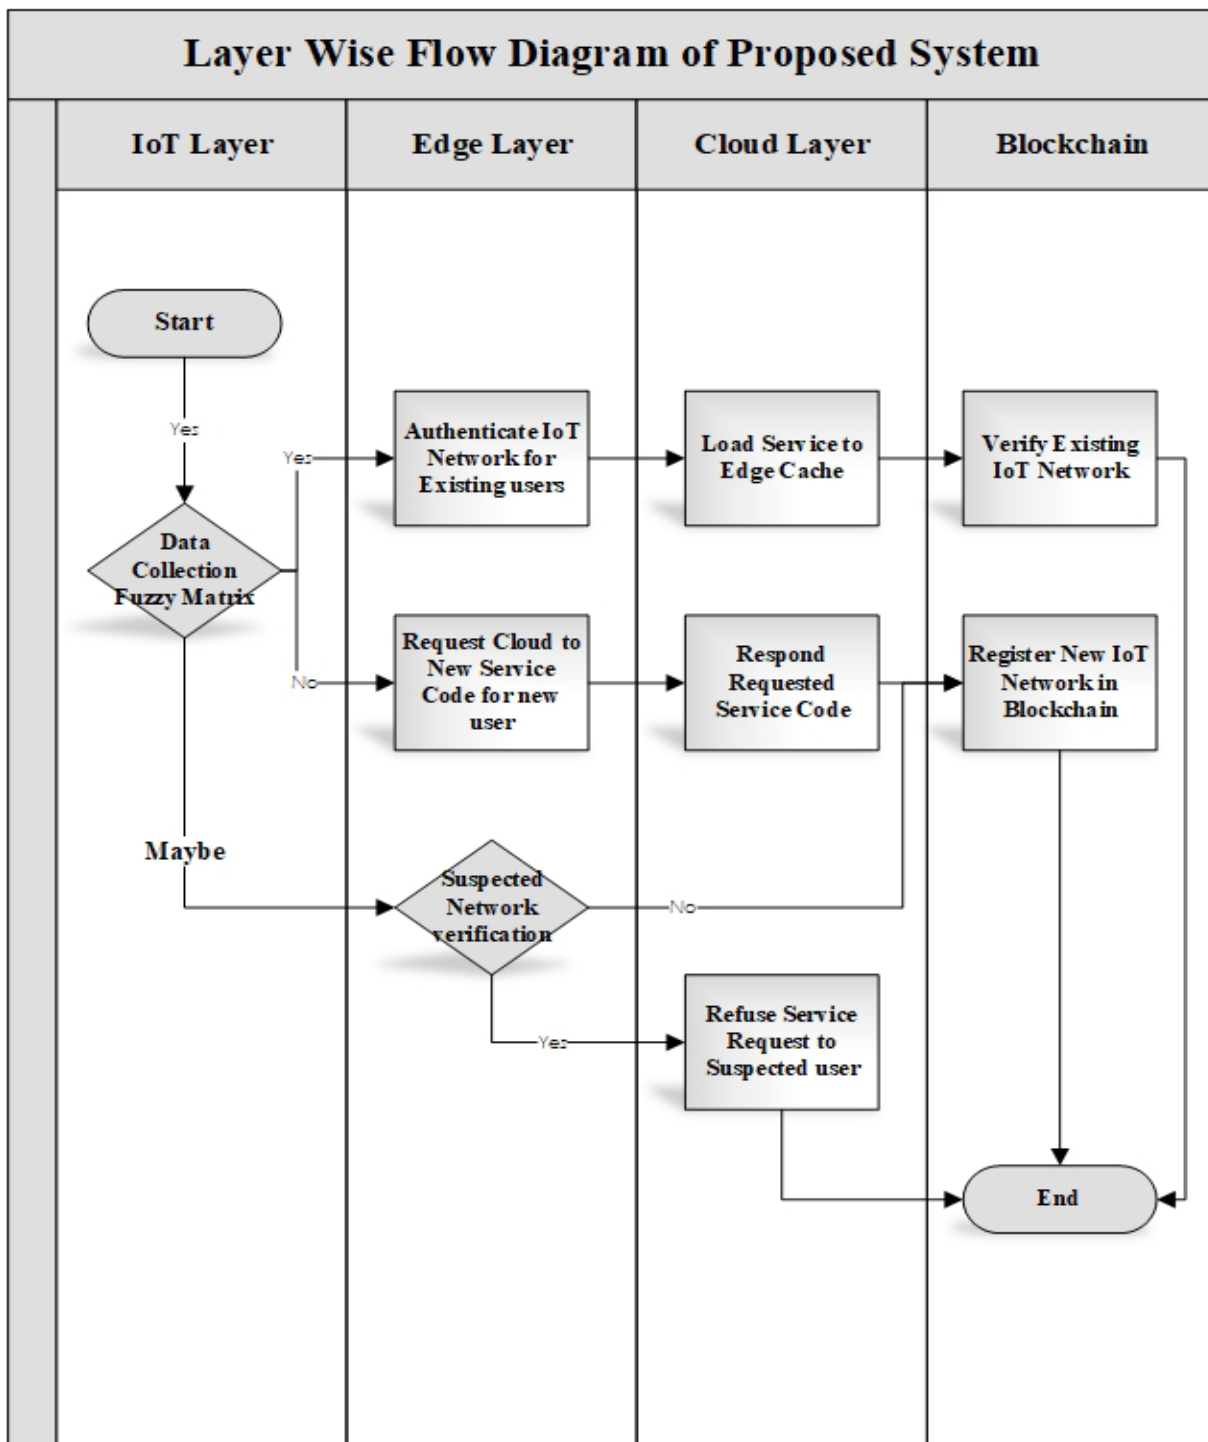 Layer Wise Flow Diagram of Proposed System
IoT Layer
Edge Layer
Cloud Layer
Blockchain
Start
Yes
Data
Collection
Fuzzy Matrix
Yes
Authenticate IoT
Network for
Existing users
Load Service to
Edge Cache
Verify Existing
IoT Network
No
Request Cloud to
New Service
Code for new
user
Respond
Requested
Service Code
Register New IoT
Network in
Blockchain
Maybe
Suspected
Network
verification
No
Yes
Refuse Service
Request to
Suspected user
End